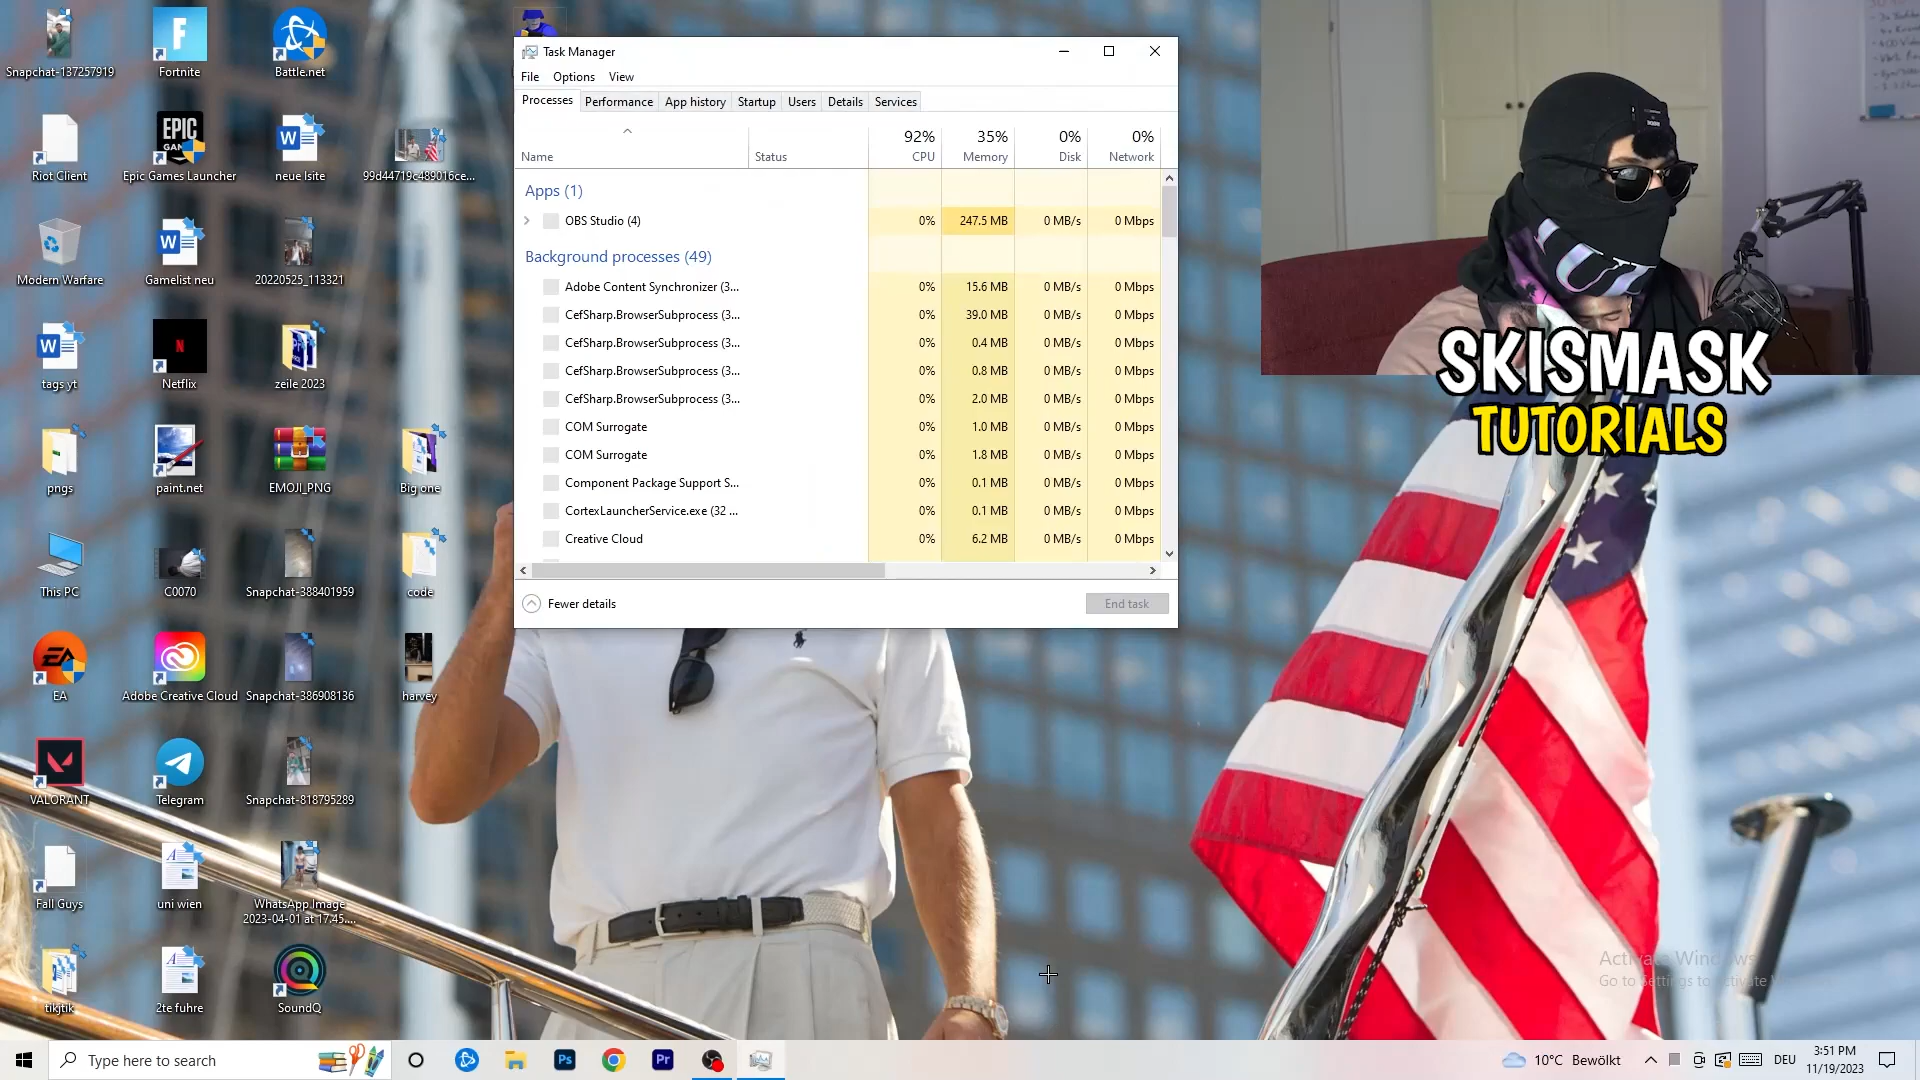 Snapchat-137257919
Fortnite
Battle.net
Riot Client
EPIC
Epic Games Launcher
neue lsite
99d44719c489016ce...
Modern Warfare
Gamelist neu
20220525_113321
tags yt
Netflix
zeile 2023
pngs
paint.net
EMOJI_PNG
Big one
This PC
C0070
Snapchat-388401959
code
EA
Adobe Creative Cloud
Snapchat-386908136
harvey
VALORANT
Telegram
Snapchat-818795289
Fall Guys
uni wien
WhatsApp Image
2023-04-01 at 17.45....
tikjtik
2te fuhre
SoundQ
Task Manager
File Options View
Processes Performance App history Startup Users Details Services
92% 35% 0% 0%
Name Status CPU Memory Disk Network
Apps (1)
OBS Studio (4) 0% 247.5 MB 0 MB/s 0 Mbps
Background processes (49)
Adobe Content Synchronizer (3... 0% 15.6 MB 0 MB/s 0 Mbps
CefSharp.BrowserSubprocess (3... 0% 39.0 MB 0 MB/s 0 Mbps
CefSharp.BrowserSubprocess (3... 0% 0.4 MB 0 MB/s 0 Mbps
CefSharp.BrowserSubprocess (3... 0% 0.8 MB 0 MB/s 0 Mbps
CefSharp.BrowserSubprocess (3... 0% 2.0 MB 0 MB/s 0 Mbps
COM Surrogate 0% 1.0 MB 0 MB/s 0 Mbps
COM Surrogate 0% 1.8 MB 0 MB/s 0 Mbps
Component Package Support S... 0% 0.1 MB 0 MB/s 0 Mbps
CortexLauncherService.exe (32 ... 0% 0.1 MB 0 MB/s 0 Mbps
Creative Cloud 0% 6.2 MB 0 MB/s 0 Mbps
Fewer details End task
SKISMASK
TUTORIALS
Activate Windows
Go to Settings to activate
Type here to search
Ps
Pr
10°C Bewölkt
DEU
3:51 PM
11/19/2023